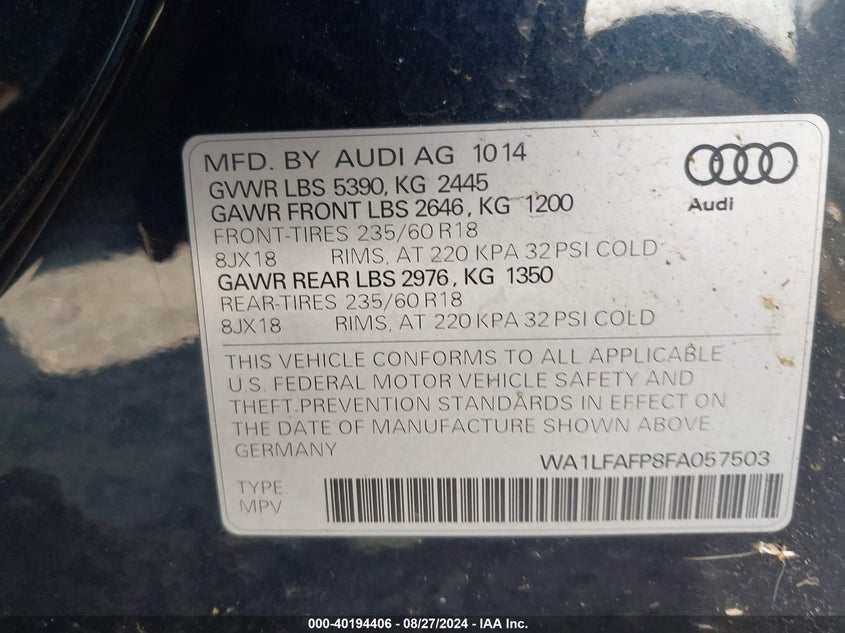 MFD. BY AUDI AG 10 14
GVWR LBS 5390, KG 2445
GAWR FRONT LBS 2646, KG 1200
FRONT-TIRES 235/60 R18
8JX18 RIMS, AT 220 KPA 32 PSI COLD
GAWR REAR LBS 2976, KG 1350
REAR-TIRES 235/60 R18
8JX18 RIMS, AT 220 KPA 32 PSI COLD
Audi
THIS VEHICLE CONFORMS TO ALL APPLICABLE
U.S. FEDERAL MOTOR VEHICLE SAFETY AND
THEFT PREVENTION STANDARDS IN EFFECT ON
THE DATE OF MANUFACTURE SHOWN ABOVE
GERMANY
WA1LFAFP8FA057503
TYPE:
MPV
000-40194406 - 08/27/2024 - IAA Inc.